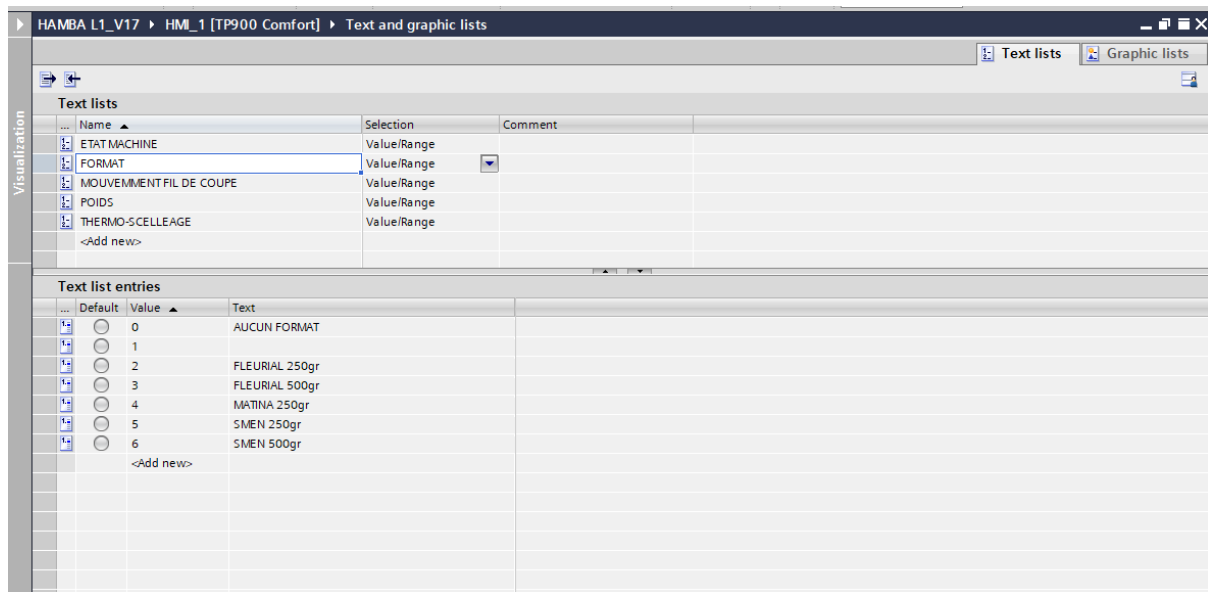 HAMBA L1_V17 ▸ HMI_1 [TP900 Comfort] ▸ Text and graphic lists
Text lists Graphic lists
Visualization
Text lists
... Name Selection Comment
ETAT MACHINE Value/Range
FORMAT Value/Range
MOUVEMMENT FIL DE COUPE Value/Range
POIDS Value/Range
THERMO-SCELLEAGE Value/Range
<Add new>
Text list entries
... Default Value Text
0 AUCUN FORMAT
1
2 FLEURIAL 250gr
3 FLEURIAL 500gr
4 MATINA 250gr
5 SMEN 250gr
6 SMEN 500gr
<Add new>